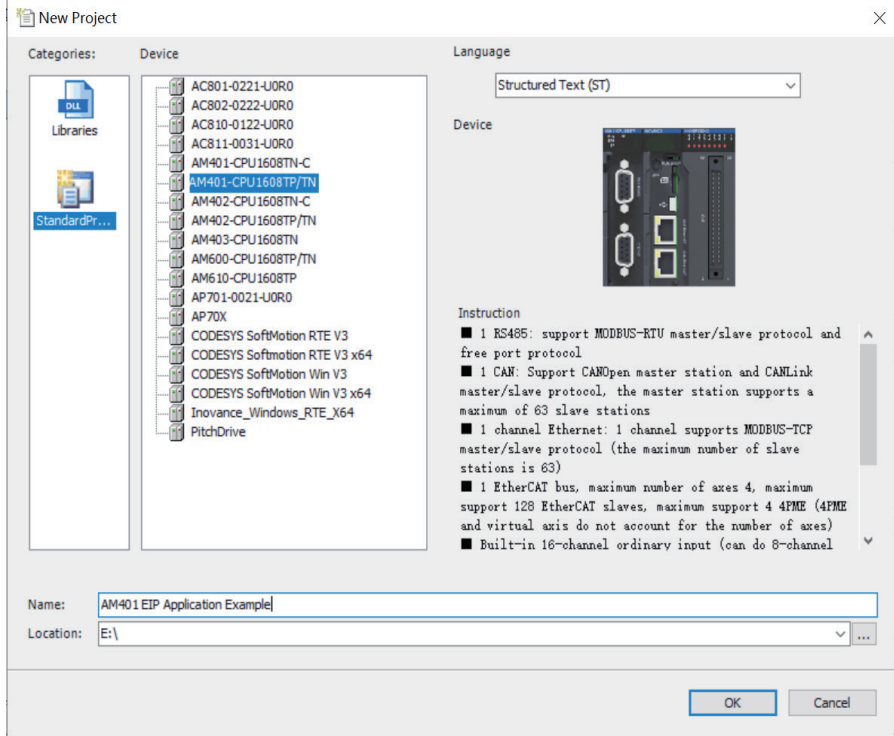 New Project
Categories:
Device
Language
DLL
Libraries
StandardPr...
AC801-0221-U0R0
AC802-0222-U0R0
AC810-0122-U0R0
AC811-0031-U0R0
AM401-CPU1608TN-C
AM401-CPU1608TP/TN
AM402-CPU1608TN-C
AM402-CPU1608TP/TN
AM403-CPU1608TN
AM600-CPU1608TP/TN
AM610-CPU1608TP
AP701-0021-U0R0
AP70X
CODESYS SoftMotion RTE V3
CODESYS SoftMotion RTE V3 x64
CODESYS SoftMotion Win V3
CODESYS SoftMotion Win V3 x64
Inovance_Windows_RTE_X64
PitchDrive
Structured Text (ST)
Device
Instruction
■ 1 RS485: support MODBUS-RTU master/slave protocol and
free port protocol
■ 1 CAN: Support CANOpen master station and CANLink
master/slave protocol, the master station supports a
maximum of 63 slave stations
■ 1 channel Ethernet: 1 channel supports MODBUS-TCP
master/slave protocol (the maximum number of slave
stations is 63)
■ 1 EtherCAT bus, maximum number of axes 4, maximum
support 128 EtherCAT slaves, maximum support 4 4PME (4PME
and virtual axis do not account for the number of axes)
■ Built-in 16-channel ordinary input (can do 8-channel
Name:
AM401 EIP Application Example
Location:
E:\
...
OK
Cancel